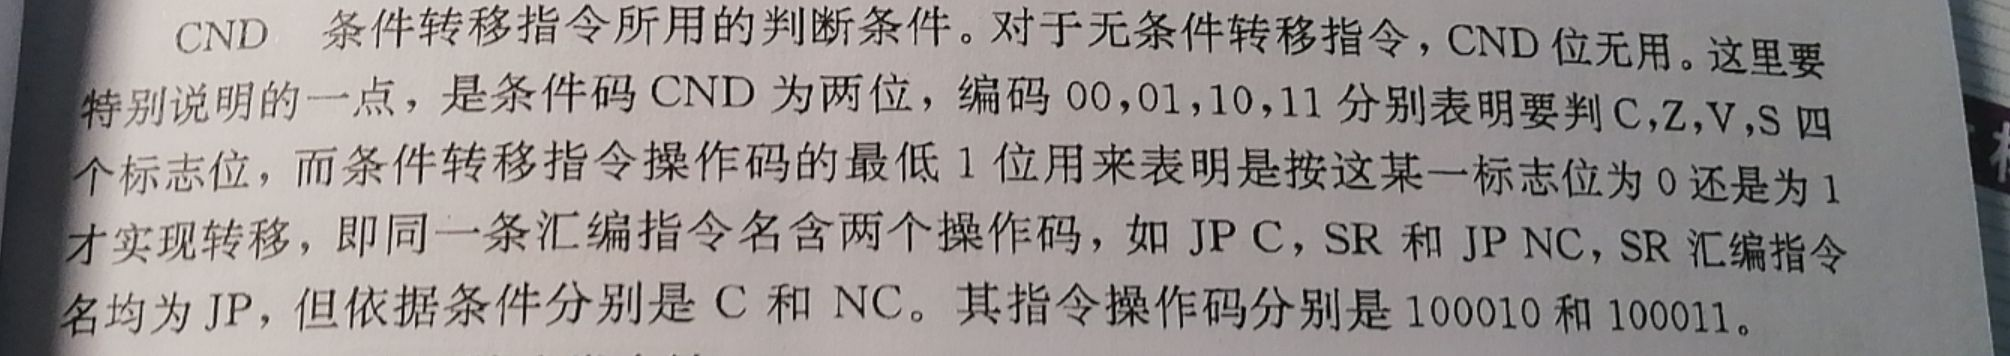 CND 条件转移指令所用的判断条件。对于无条件转移指令，CND 位无用。这里要
特别说明的一点，是条件码 CND 为两位，编码 00,01,10,11 分别表明要判 C,Z,V,S 四
个标志位，而条件转移指令操作码的最低 1 位用来表明是按这某一标志位为 0 还是为 1
才实现转移，即同一条汇编指令名含两个操作码，如 JP C，SR 和 JP NC，SR 汇编指令
名均为 JP，但依据条件分别是 C 和 NC。其指令操作码分别是 100010 和 100011。